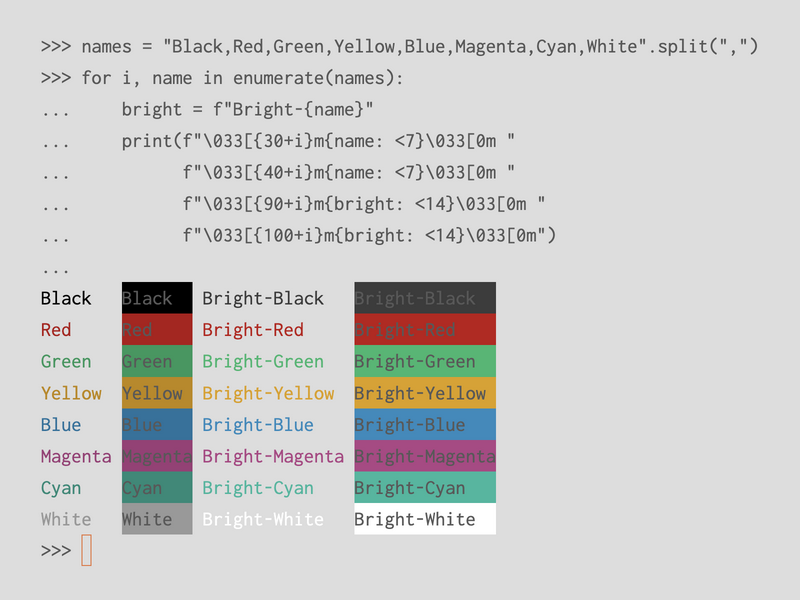 >>> names = "Black,Red,Green,Yellow,Blue,Magenta,Cyan,White".split(",")
>>> for i, name in enumerate(names):
...     bright = f"Bright-{name}"
...     print(f"\033[{30+i}m{name: <7}\033[0m "
...           f"\033[{40+i}m{name: <7}\033[0m "
...           f"\033[{90+i}m{bright: <14}\033[0m "
...           f"\033[{100+i}m{bright: <14}\033[0m")
...
Black   Black   Bright-Black   Bright-Black
Red     Red     Bright-Red     Bright-Red
Green   Green   Bright-Green   Bright-Green
Yellow  Yellow  Bright-Yellow  Bright-Yellow
Blue    Blue    Bright-Blue    Bright-Blue
Magenta Magenta Bright-Magenta Bright-Magenta
Cyan    Cyan    Bright-Cyan    Bright-Cyan
White   White   Bright-White   Bright-White
>>>